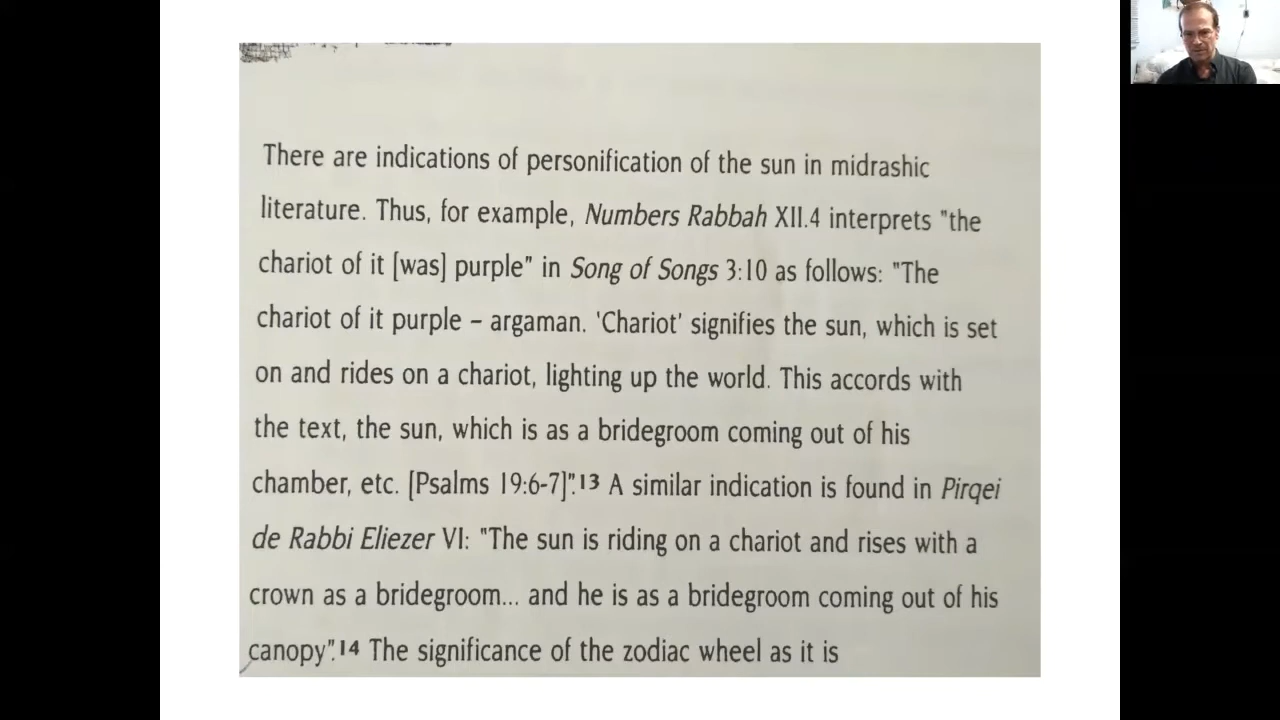 There are indications of personification of the sun in midrashic
literature. Thus, for example, Numbers Rabbah XII.4 interprets "the
chariot of it [was] purple" in Song of Songs 3:10 as follows: "The
chariot of it purple – argaman. 'Chariot' signifies the sun, which is set
on and rides on a chariot, lighting up the world. This accords with
the text, the sun, which is as a bridegroom coming out of his
chamber, etc. [Psalms 19:6-7]".13 A similar indication is found in Pirqei
de Rabbi Eliezer VI: "The sun is riding on a chariot and rises with a
crown as a bridegroom... and he is as a bridegroom coming out of his
canopy".14 The significance of the zodiac wheel as it is